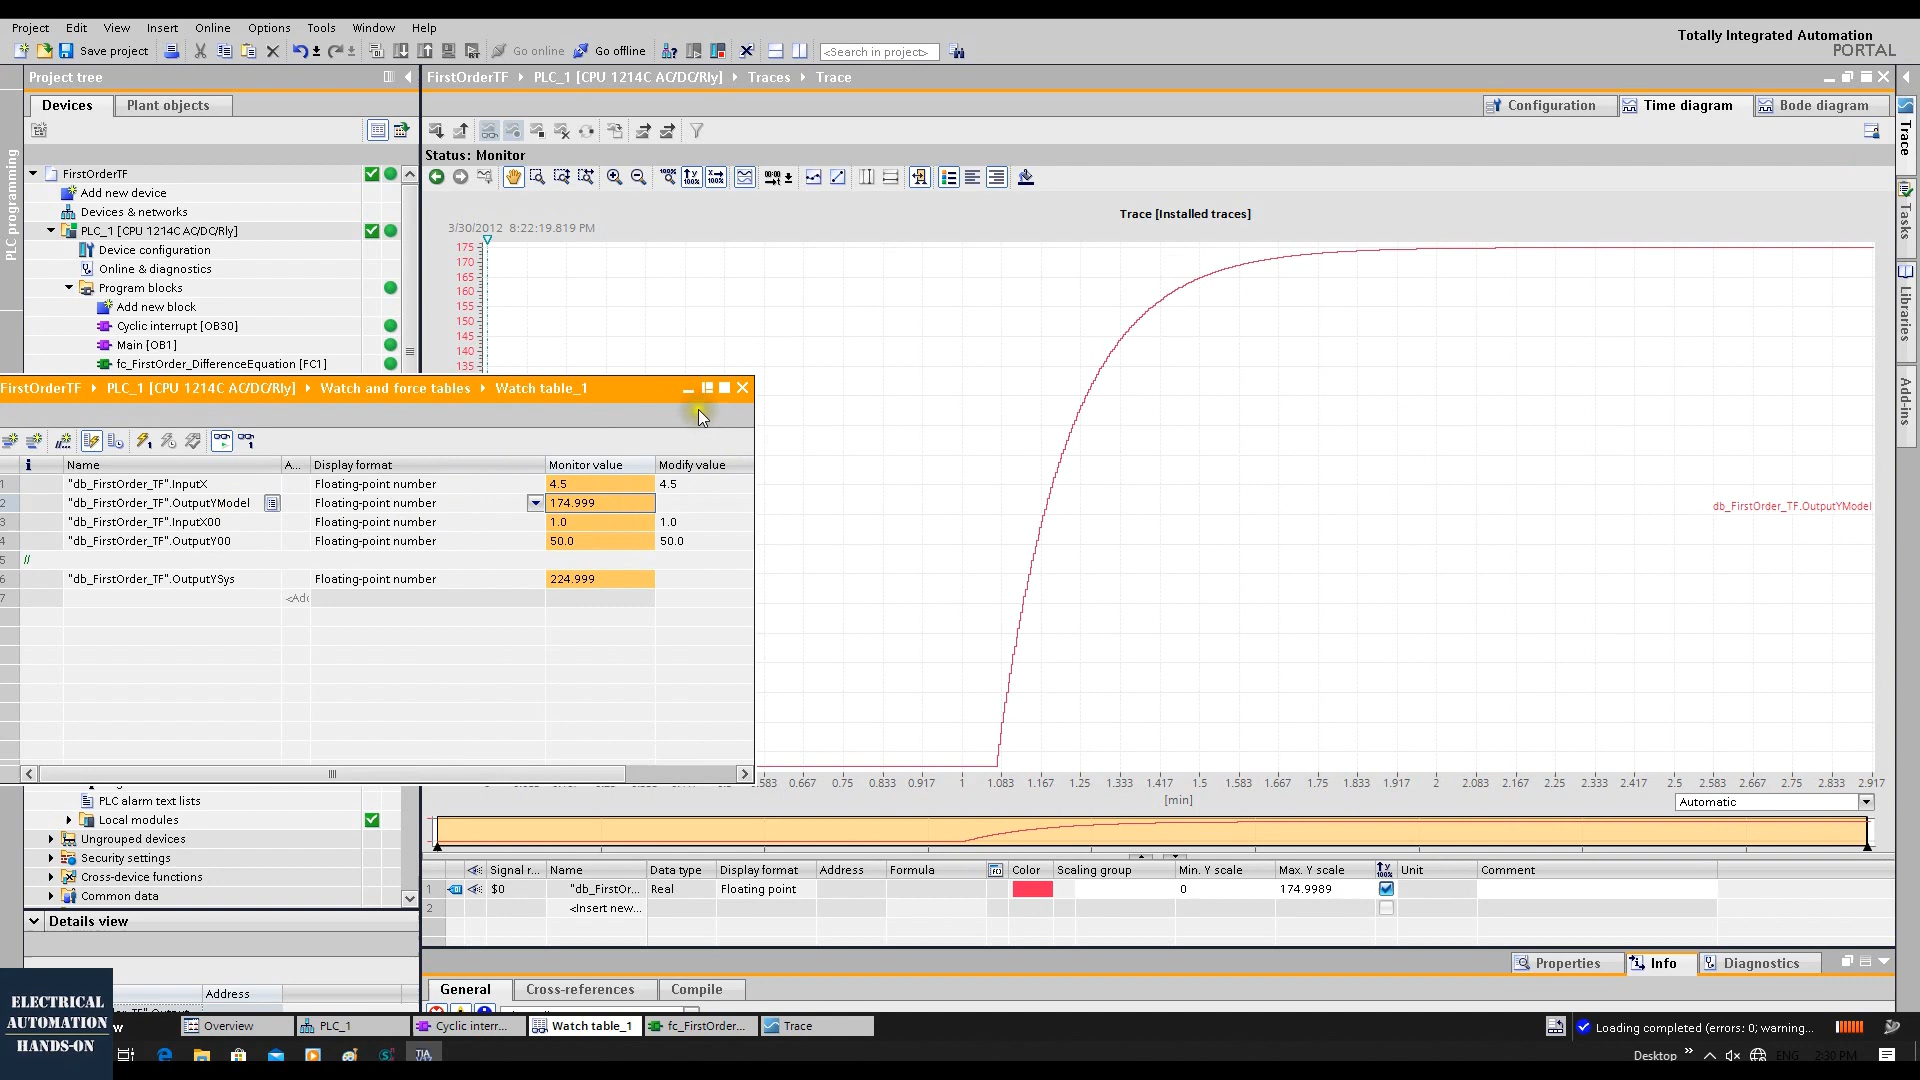 Project Edit View Insert Online Options Tools Window Help
Totally Integrated Automation
PORTAL
Save project Go online Go offline <Search in project>
Project tree
FirstOrderTF PLC_1 [CPU 1214C AC/DC/Rly] Traces Trace
Devices Plant objects
Configuration Time diagram Bode diagram
Status: Monitor
PLC programming
Trace
Tasks
Libraries
Add-ins
FirstOrderTF
Add new device
Devices & networks
PLC_1 [CPU 1214C AC/DC/Rly]
Device configuration
Online & diagnostics
Program blocks
Add new block
Cyclic interrupt [OB30]
Main [OB1]
fc_FirstOrder_DifferenceEquation [FC1]
Trace [Installed traces]
3/30/2012 8:22:19.819 PM
175
170
165
160
155
150
145
140
135
db_FirstOrder_TF.OutputYModel
FirstOrderTF PLC_1 [CPU 1214C AC/DC/Rly] Watch and force tables Watch table_1
i Name A... Display format Monitor value Modify value
1 "db_FirstOrder_TF".InputX Floating-point number 4.5 4.5
2 "db_FirstOrder_TF".OutputYModel Floating-point number 174.999
3 "db_FirstOrder_TF".InputX00 Floating-point number 1.0 1.0
4 "db_FirstOrder_TF".OutputY00 Floating-point number 50.0 50.0
5 //
6 "db_FirstOrder_TF".OutputYSys Floating-point number 224.999
7 <Add
.583 0.667 0.75 0.833 0.917 1 1.083 1.167 1.25 1.333 1.417 1.5 1.583 1.667 1.75 1.833 1.917 2 2.083 2.167 2.25 2.333 2.417 2.5 2.583 2.667 2.75 2.833 2.917
[min]
Automatic
PLC alarm text lists
Local modules
Ungrouped devices
Security settings
Cross-device functions
Common data
Details view
Address
Signal r... Name Data type Display format Address Formula Color Scaling group Min. Y scale Max. Y scale Unit Comment
1 $0 "db_FirstOr... Real Floating point 0 174.9989
2 <Insert new...
Properties Info Diagnostics
General Cross-references Compile
Overview PLC_1 Cyclic interr... Watch table_1 fc_FirstOrder... Trace
Loading completed (errors: 0; warning...
ELECTRICAL
AUTOMATION
HANDS-ON
Desktop ENG 2:30 PM